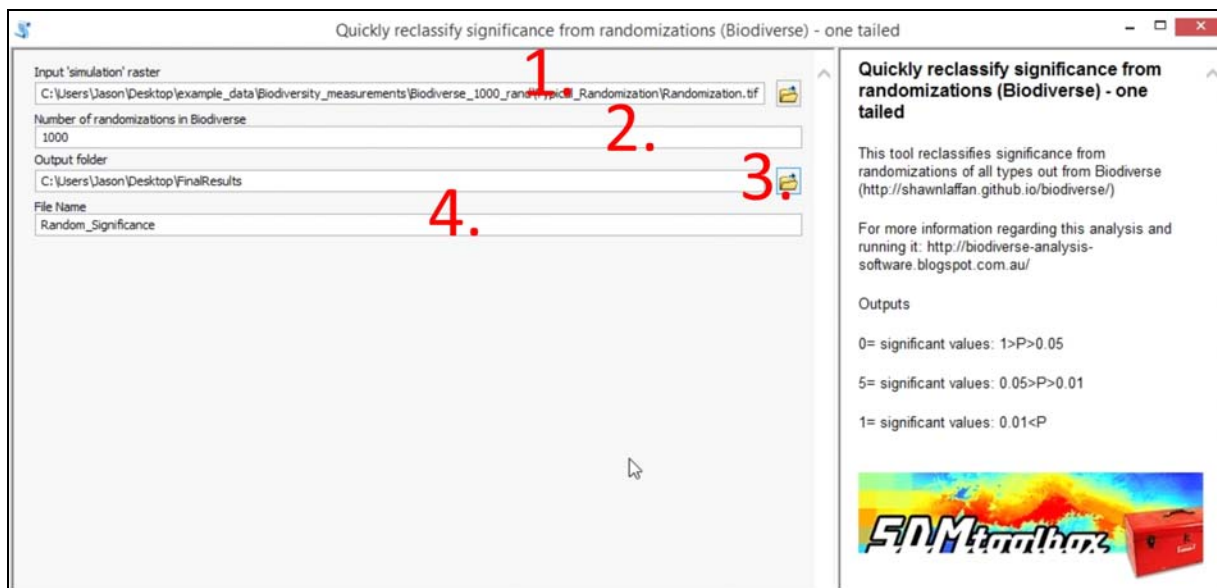 Quickly reclassify significance from randomizations (Biodiverse) - one tailed
Input 'simulation' raster
1.
C:\Users\Jason\Desktop\example_data\Biodiversity_measurements\Biodiverse_1000_rand\Typical_Randomization\Randomization.tif
Number of randomizations in Biodiverse
2.
1000
Output folder
3.
C:\Users\Jason\Desktop\FinalResults
File Name
4.
Random_Significance
Quickly reclassify significance from
randomizations (Biodiverse) - one
tailed
This tool reclassifies significance from
randomizations of all types out from Biodiverse
(http://shawnlaffan.github.io/biodiverse/)
For more information regarding this analysis and
running it: http://biodiverse-analysis-
software.blogspot.com.au/
Outputs
0= significant values: 1>P>0.05
5= significant values: 0.05>P>0.01
1= significant values: 0.01<P
SDMtoolbox